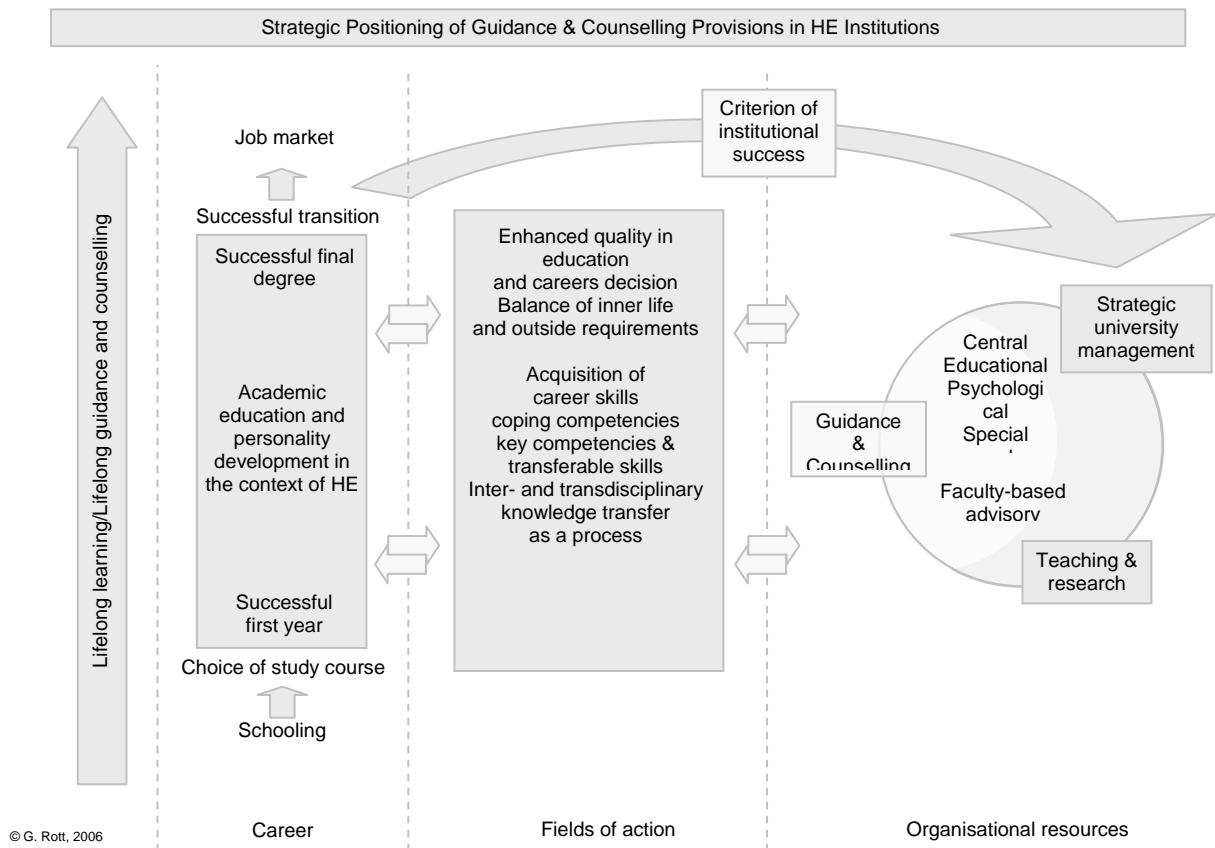 Strategic Positioning of Guidance & Counselling Provisions in HE Institutions
Lifelong learning/Lifelong guidance and counselling
Job market
Successful transition
Successful final
degree
Academic
education and
personality
development in
the context of HE
Successful
first year
Choice of study course
Schooling
Career
Criterion of
institutional
success
Enhanced quality in
education
and careers decision
Balance of inner life
and outside requirements
Acquisition of
career skills
coping competencies
key competencies &
transferable skills
Inter- and transdisciplinary
knowledge transfer
as a process
Fields of action
Strategic
university
management
Central
Educational
Psychologi
cal
Special
Guidance
&
Counselling
Faculty-based
advisory
Teaching &
research
Organisational resources
© G. Rott, 2006